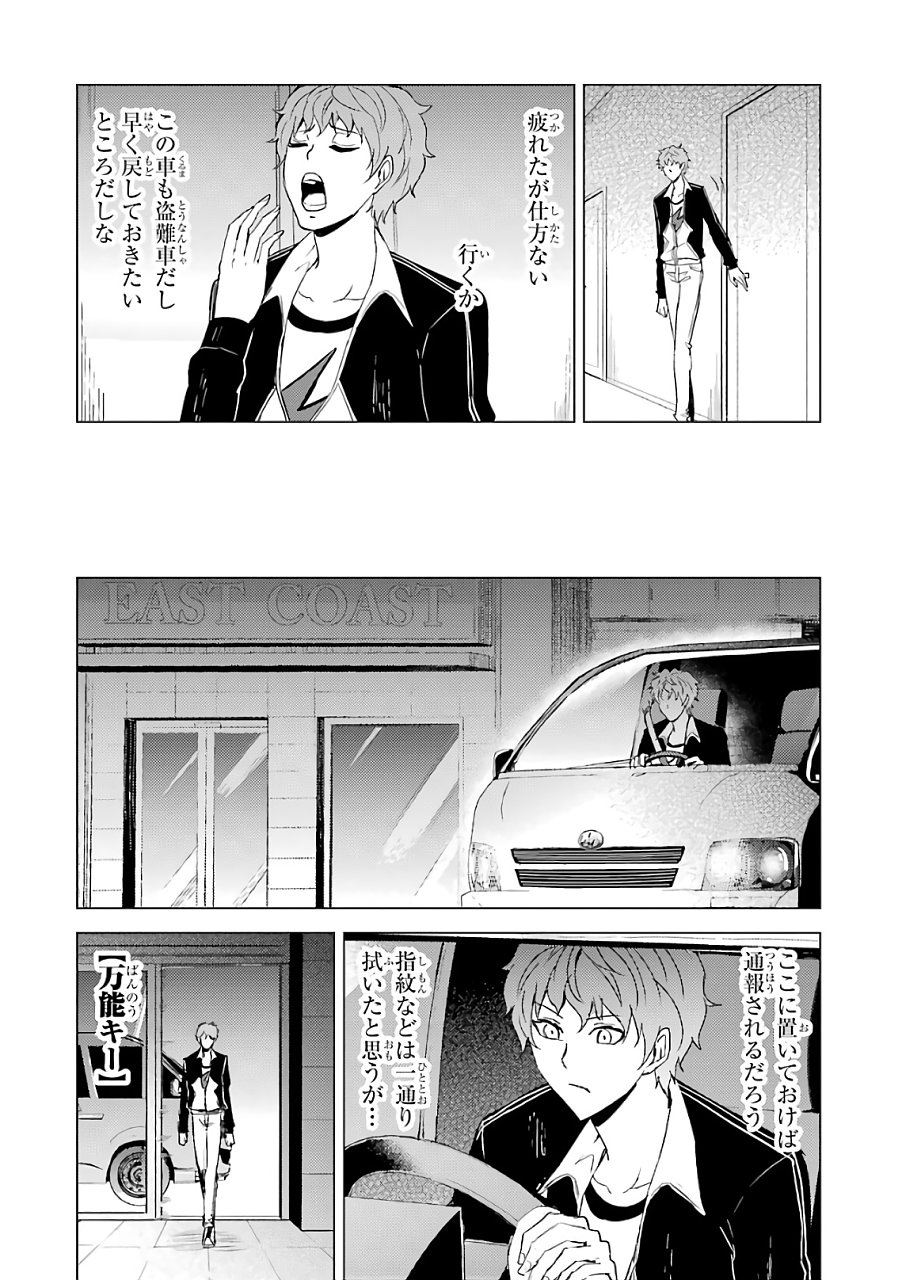 疲れたが仕方ない
行くか
この車も盗難車だし
早く戻しておきたい
ところだしな
EAST COAST
ここに置いておけば
通報されるだろう
指紋などは一通り
拭いたと思うが…
【万能キー】